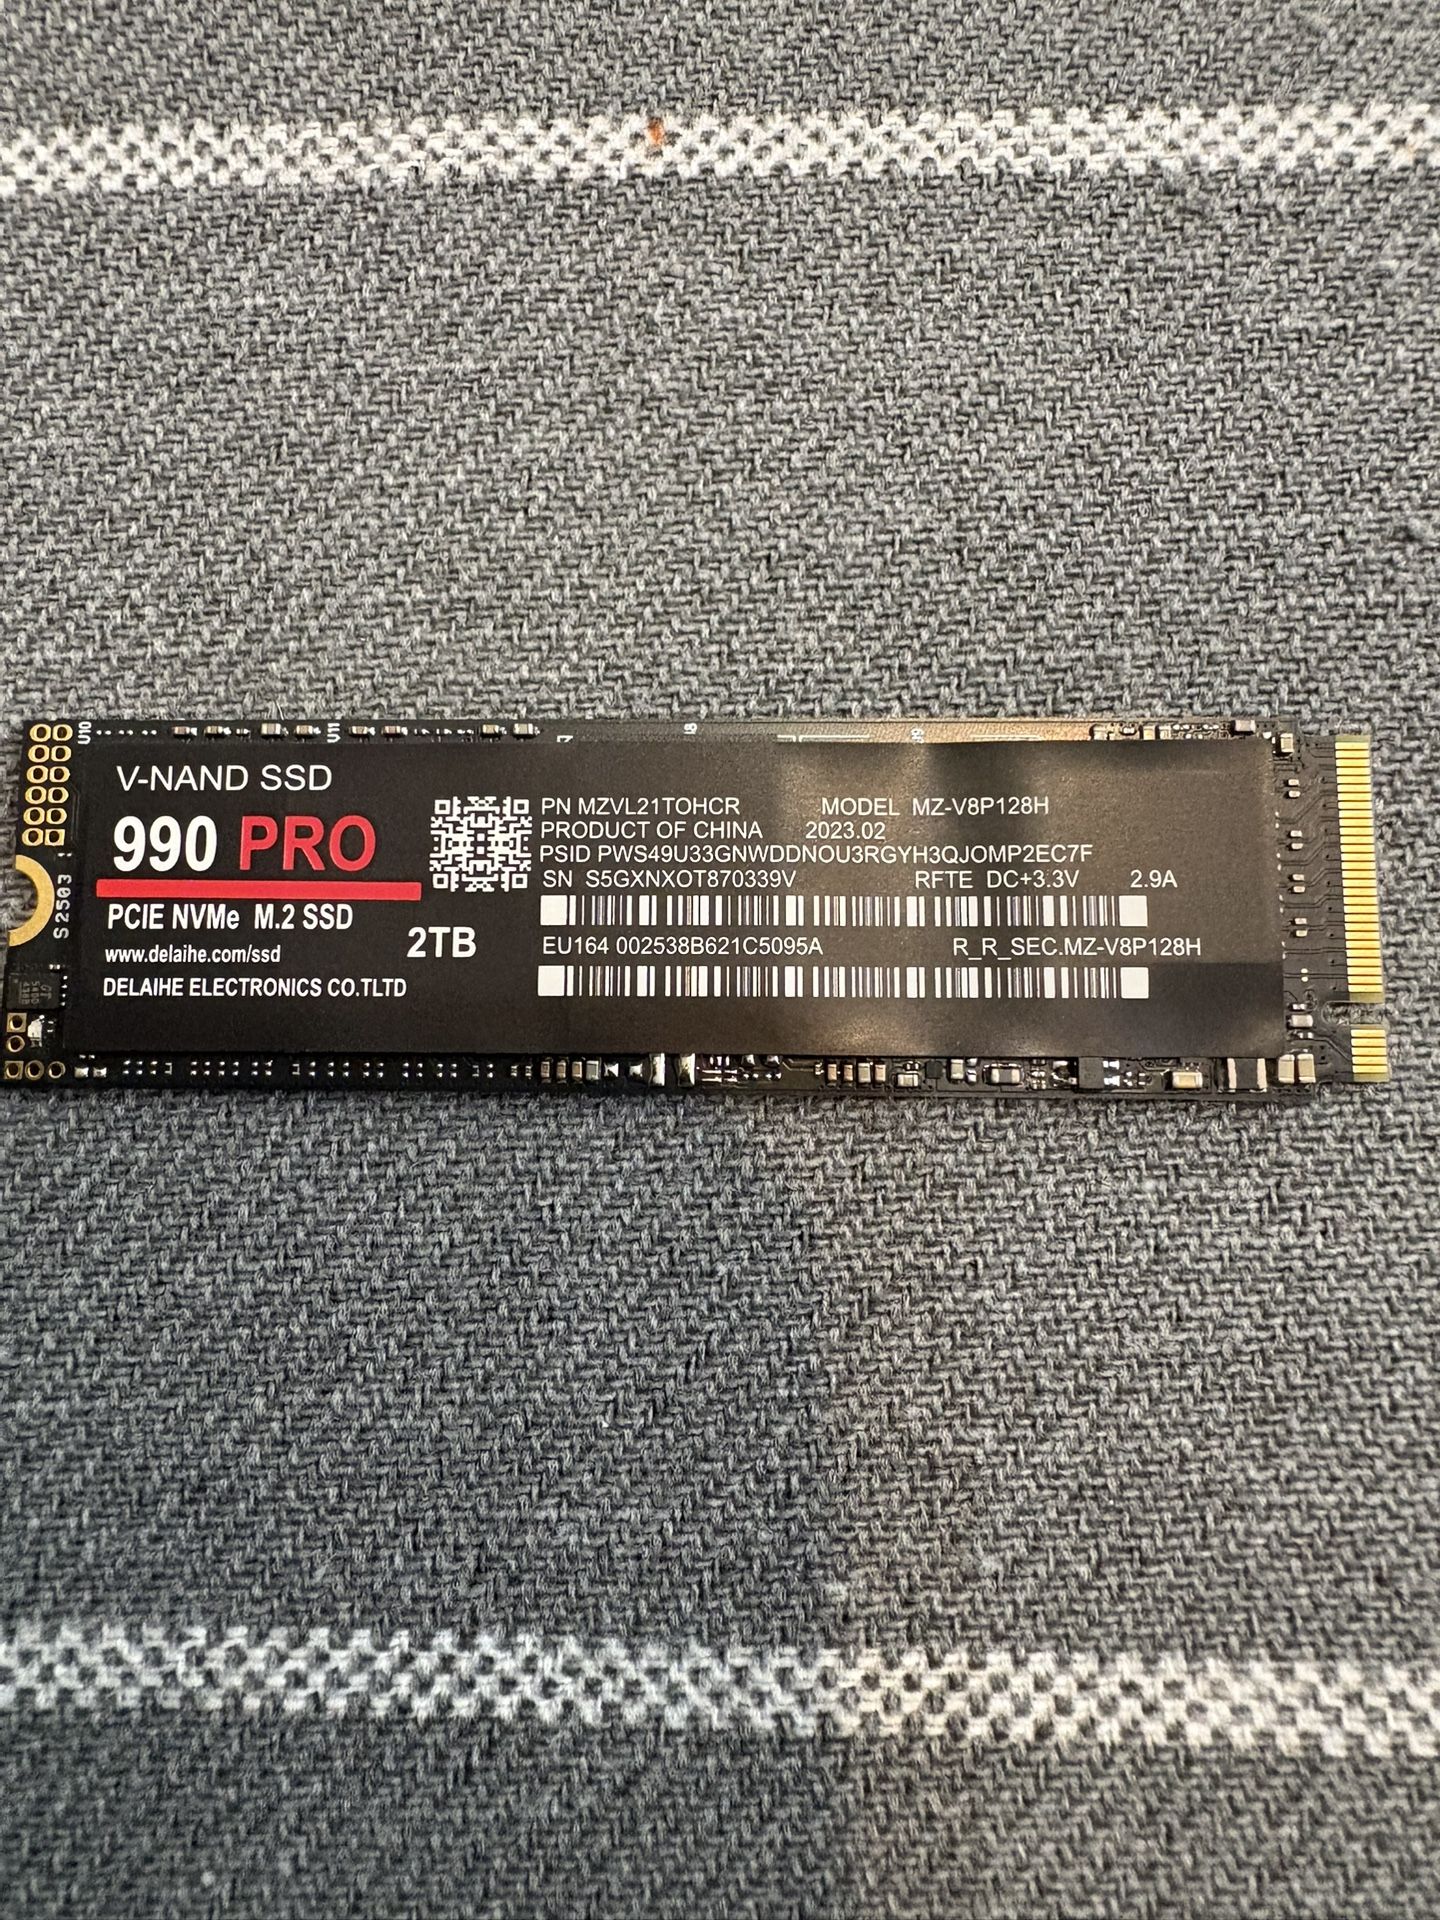 U10
U11
V-NAND SSD
990 PRO
PCIE NVMe M.2 SSD
www.delaihe.com/ssd
2TB
DELAIHE ELECTRONICS CO.TLTD
PN MZVL21TOHCR MODEL MZ-V8P128H
PRODUCT OF CHINA 2023.02
PSID PWS49U33GNWDDNOU3RGYH3QJOMP2EC7F
SN S5GXNXOT870339V RFTE DC+3.3V 2.9A
EU164 002538B621C5095A R_R_SEC.MZ-V8P128H
S2503